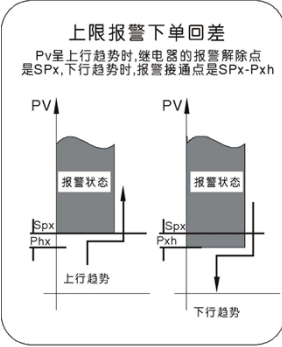 上限报警下单回差
Pv呈上行趋势时,继电器的报警解除点
是SPx,下行趋势时,报警接通点是SPx-Pxh
PV
PV
报警状态
报警状态
Spx
Spx
Phx
Pxh
上行趋势
下行趋势